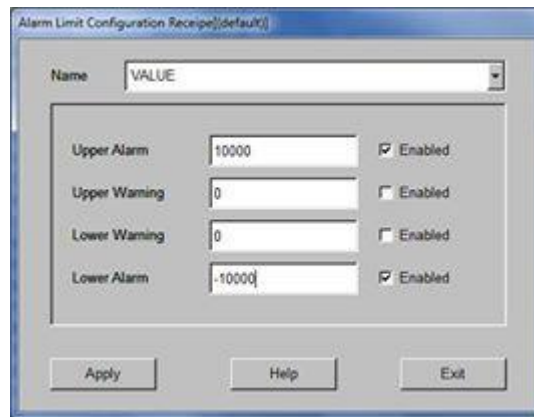 Alarm Limit Configuration Receipe[(default)]
Name VALUE
Upper Alarm 10000 Enabled
Upper Warning 0 Enabled
Lower Warning 0 Enabled
Lower Alarm -10000 Enabled
Apply Help Exit